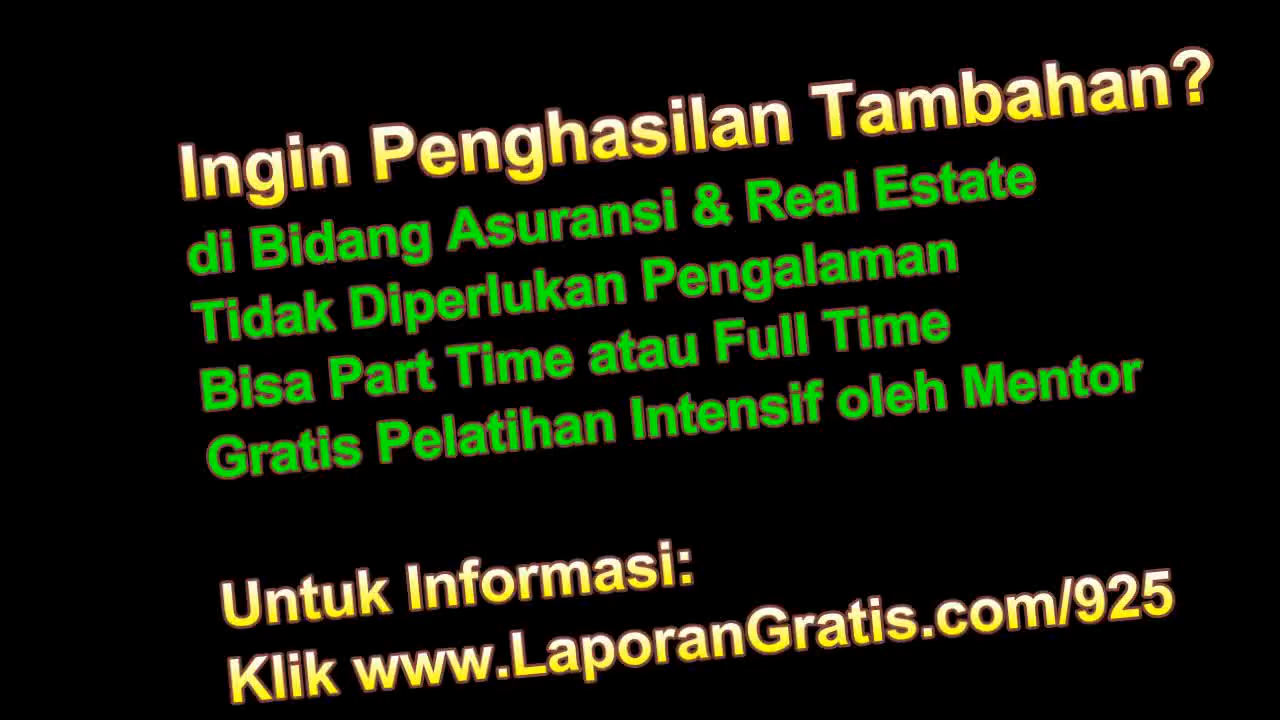 Ingin Penghasilan Tambahan?
di Bidang Asuransi & Real Estate
Tidak Diperlukan Pengalaman
Bisa Part Time atau Full Time
Gratis Pelatihan Intensif oleh Mentor
Untuk Informasi:
Klik www.LaporanGratis.com/925